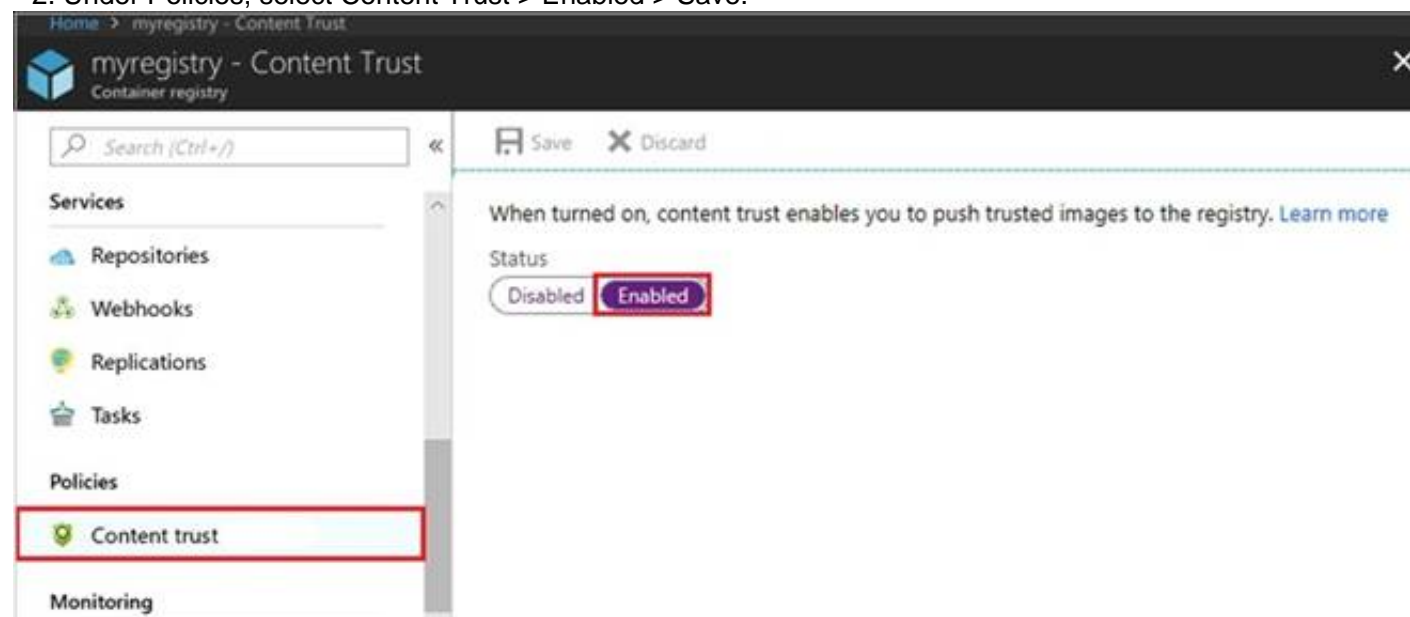 2. Under Policies, select Content Trust > Enabled > Save.
Home > myregistry - Content Trust
myregistry - Content Trust
Container registry
Search (Ctrl+/)
Save Discard
Services
When turned on, content trust enables you to push trusted images to the registry. Learn more
Repositories
Status
Disabled Enabled
Webhooks
Replications
Tasks
Policies
Content trust
Monitoring